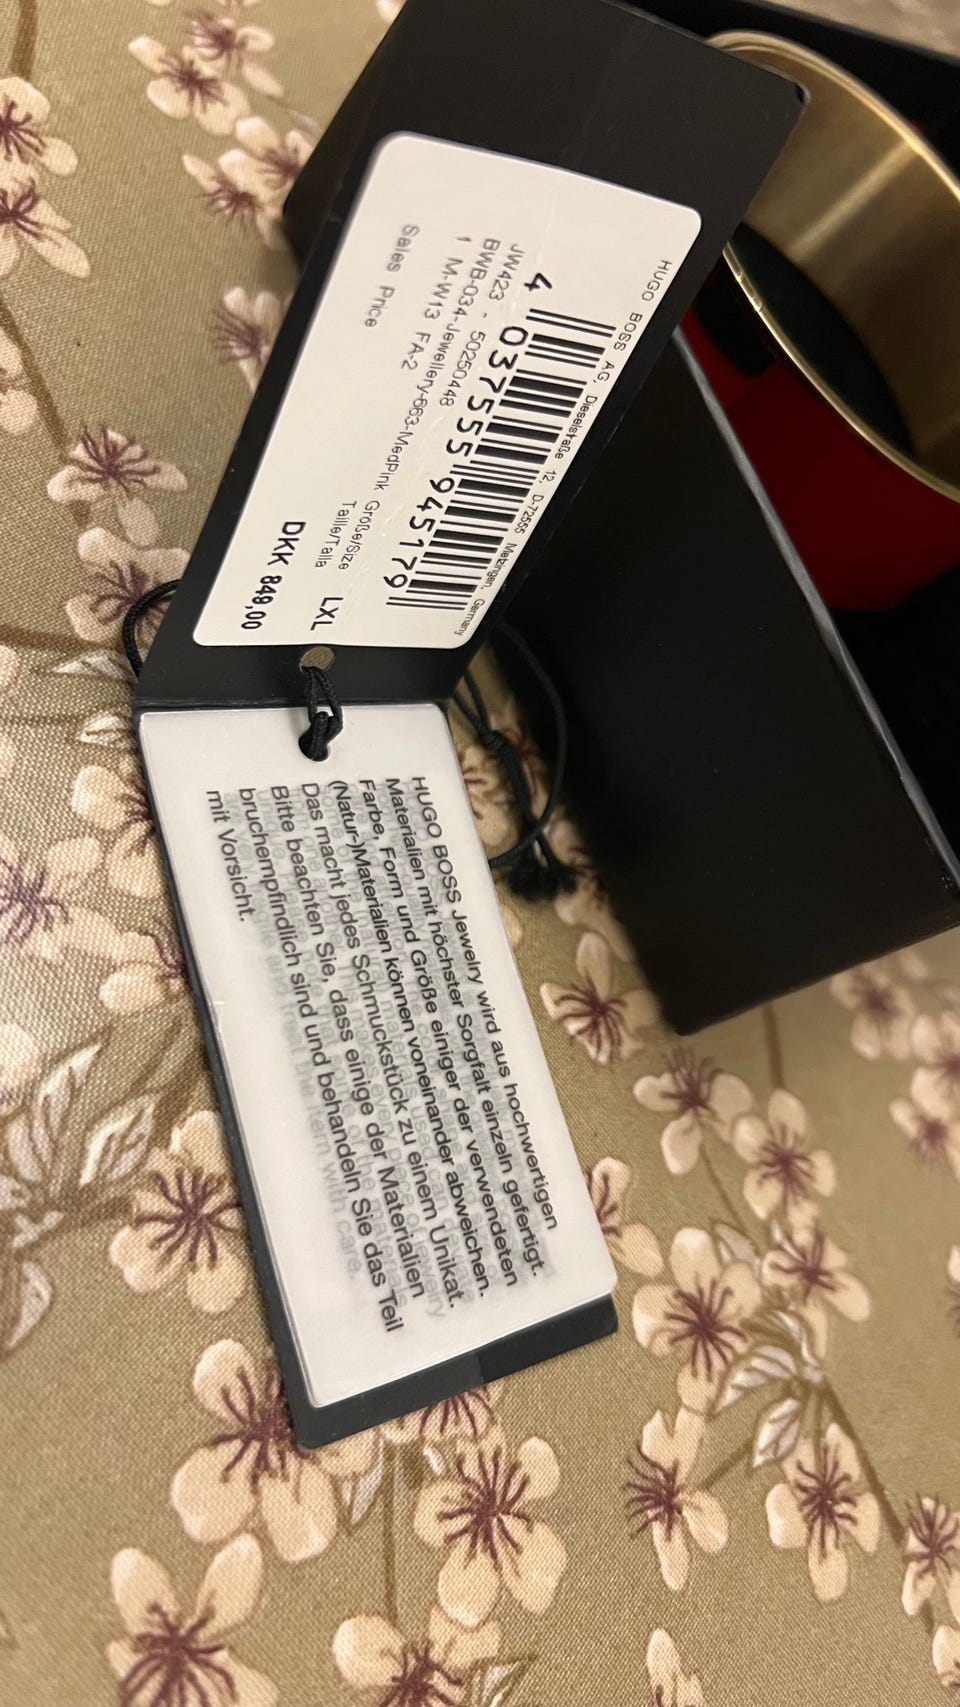 HUGO BOSS AG, Dieselstraße 12, D-72555 Metzingen, Germany
4 037555 945179
JW423 - 50250448
BWB-034-Jewellery-663-MedPink
1 M-W13 FA-2
Größe/Size
Taille/Talla
LXL
Sales Price
DKK 849,00
HUGO BOSS Jewelry wird aus hochwertigen
Materialien mit höchster Sorgfalt einzeln gefertigt.
Farbe, Form und Größe einiger der verwendeten
(Natur-)Materialien können voneinander abweichen.
Das macht jedes Schmuckstück zu einem Unikat.
Bitte beachten Sie, dass einige der Materialien
bruchempfindlich sind und behandeln Sie das Teil
mit Vorsicht.